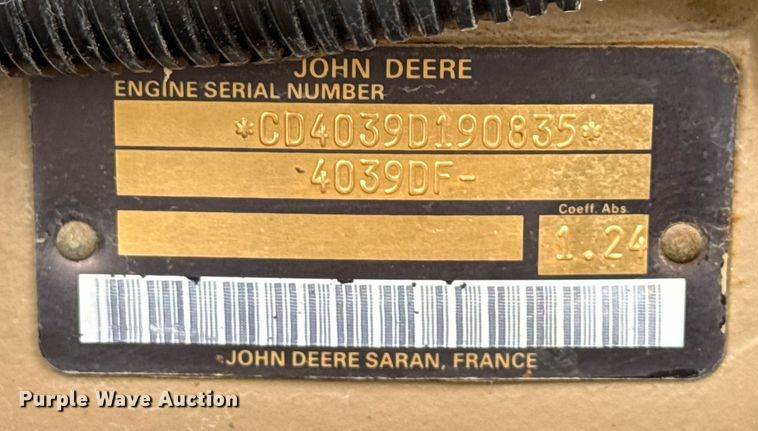 JOHN DEERE
ENGINE SERIAL NUMBER
*CD4039D190835*
4039DF-
Coeff. Abs.
1.24
JOHN DEERE SARAN, FRANCE
Purple Wave Auction